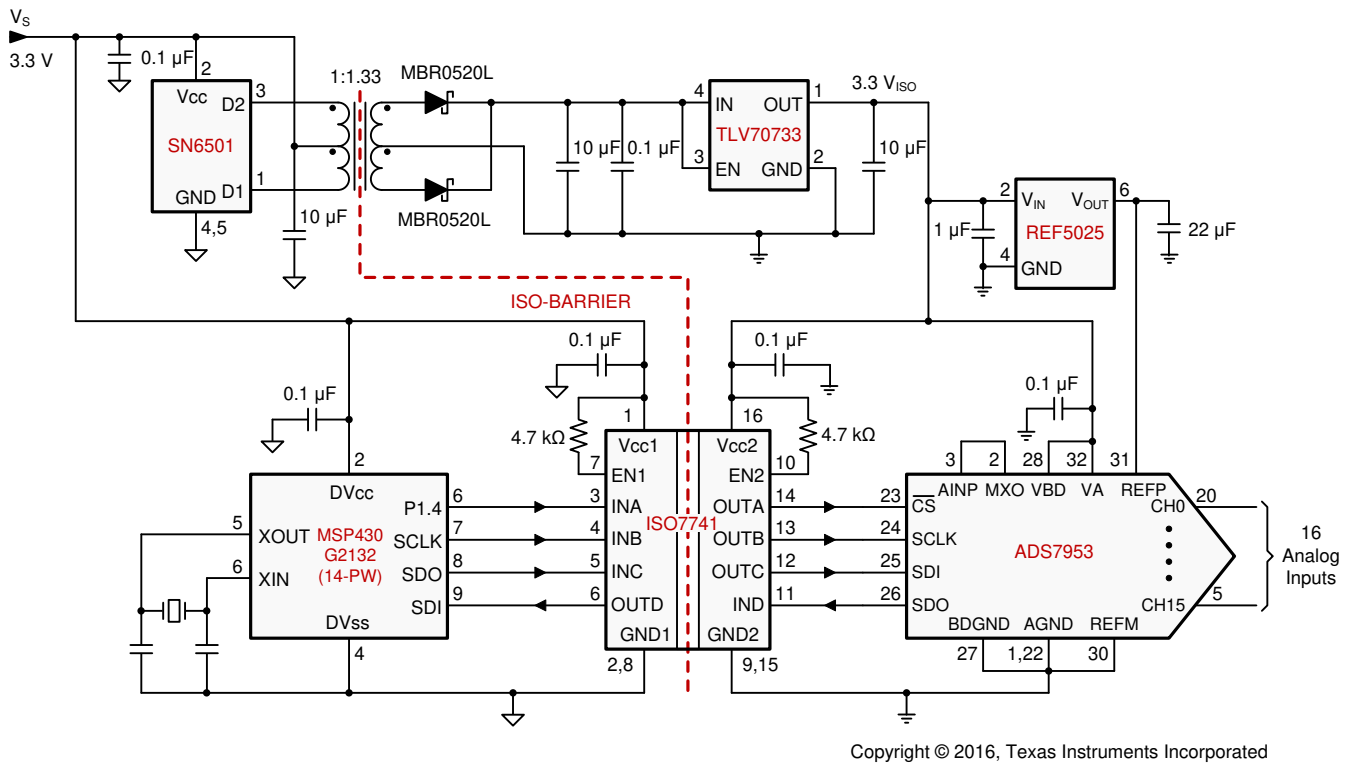 VS
3.3 V
0.1 µF
2
Vcc
D2
3
SN6501
D1
1
GND
4,5
10 µF
1:1.33
MBR0520L
MBR0520L
10 µF
0.1 µF
4
IN
OUT
1
TLV70733
3
EN
GND
2
3.3 VISO
10 µF
2
VIN
VOUT
6
REF5025
1 µF
4
GND
22 µF
ISO-BARRIER
0.1 µF
0.1 µF
0.1 µF
0.1 µF
4.7 kΩ
1
16
4.7 kΩ
2
DVcc
5
XOUT
MSP430
G2132
(14-PW)
6
XIN
P1.4
6
SCLK
7
SDO
8
SDI
9
DVss
4
Vcc1
Vcc2
7
EN1
EN2
10
3
INA
OUTA
14
ISO7741
4
INB
OUTB
13
5
INC
OUTC
12
6
OUTD
IND
11
GND1
GND2
2,8
9,15
3
2
28
32
31
AINP
MXO
VBD
VA
REFP
23
CS
CH0
20
24
SCLK
ADS7953
25
SDI
26
SDO
CH15
5
BDGND
AGND
REFM
27
1,22
30
16
Analog
Inputs
Copyright © 2016, Texas Instruments Incorporated